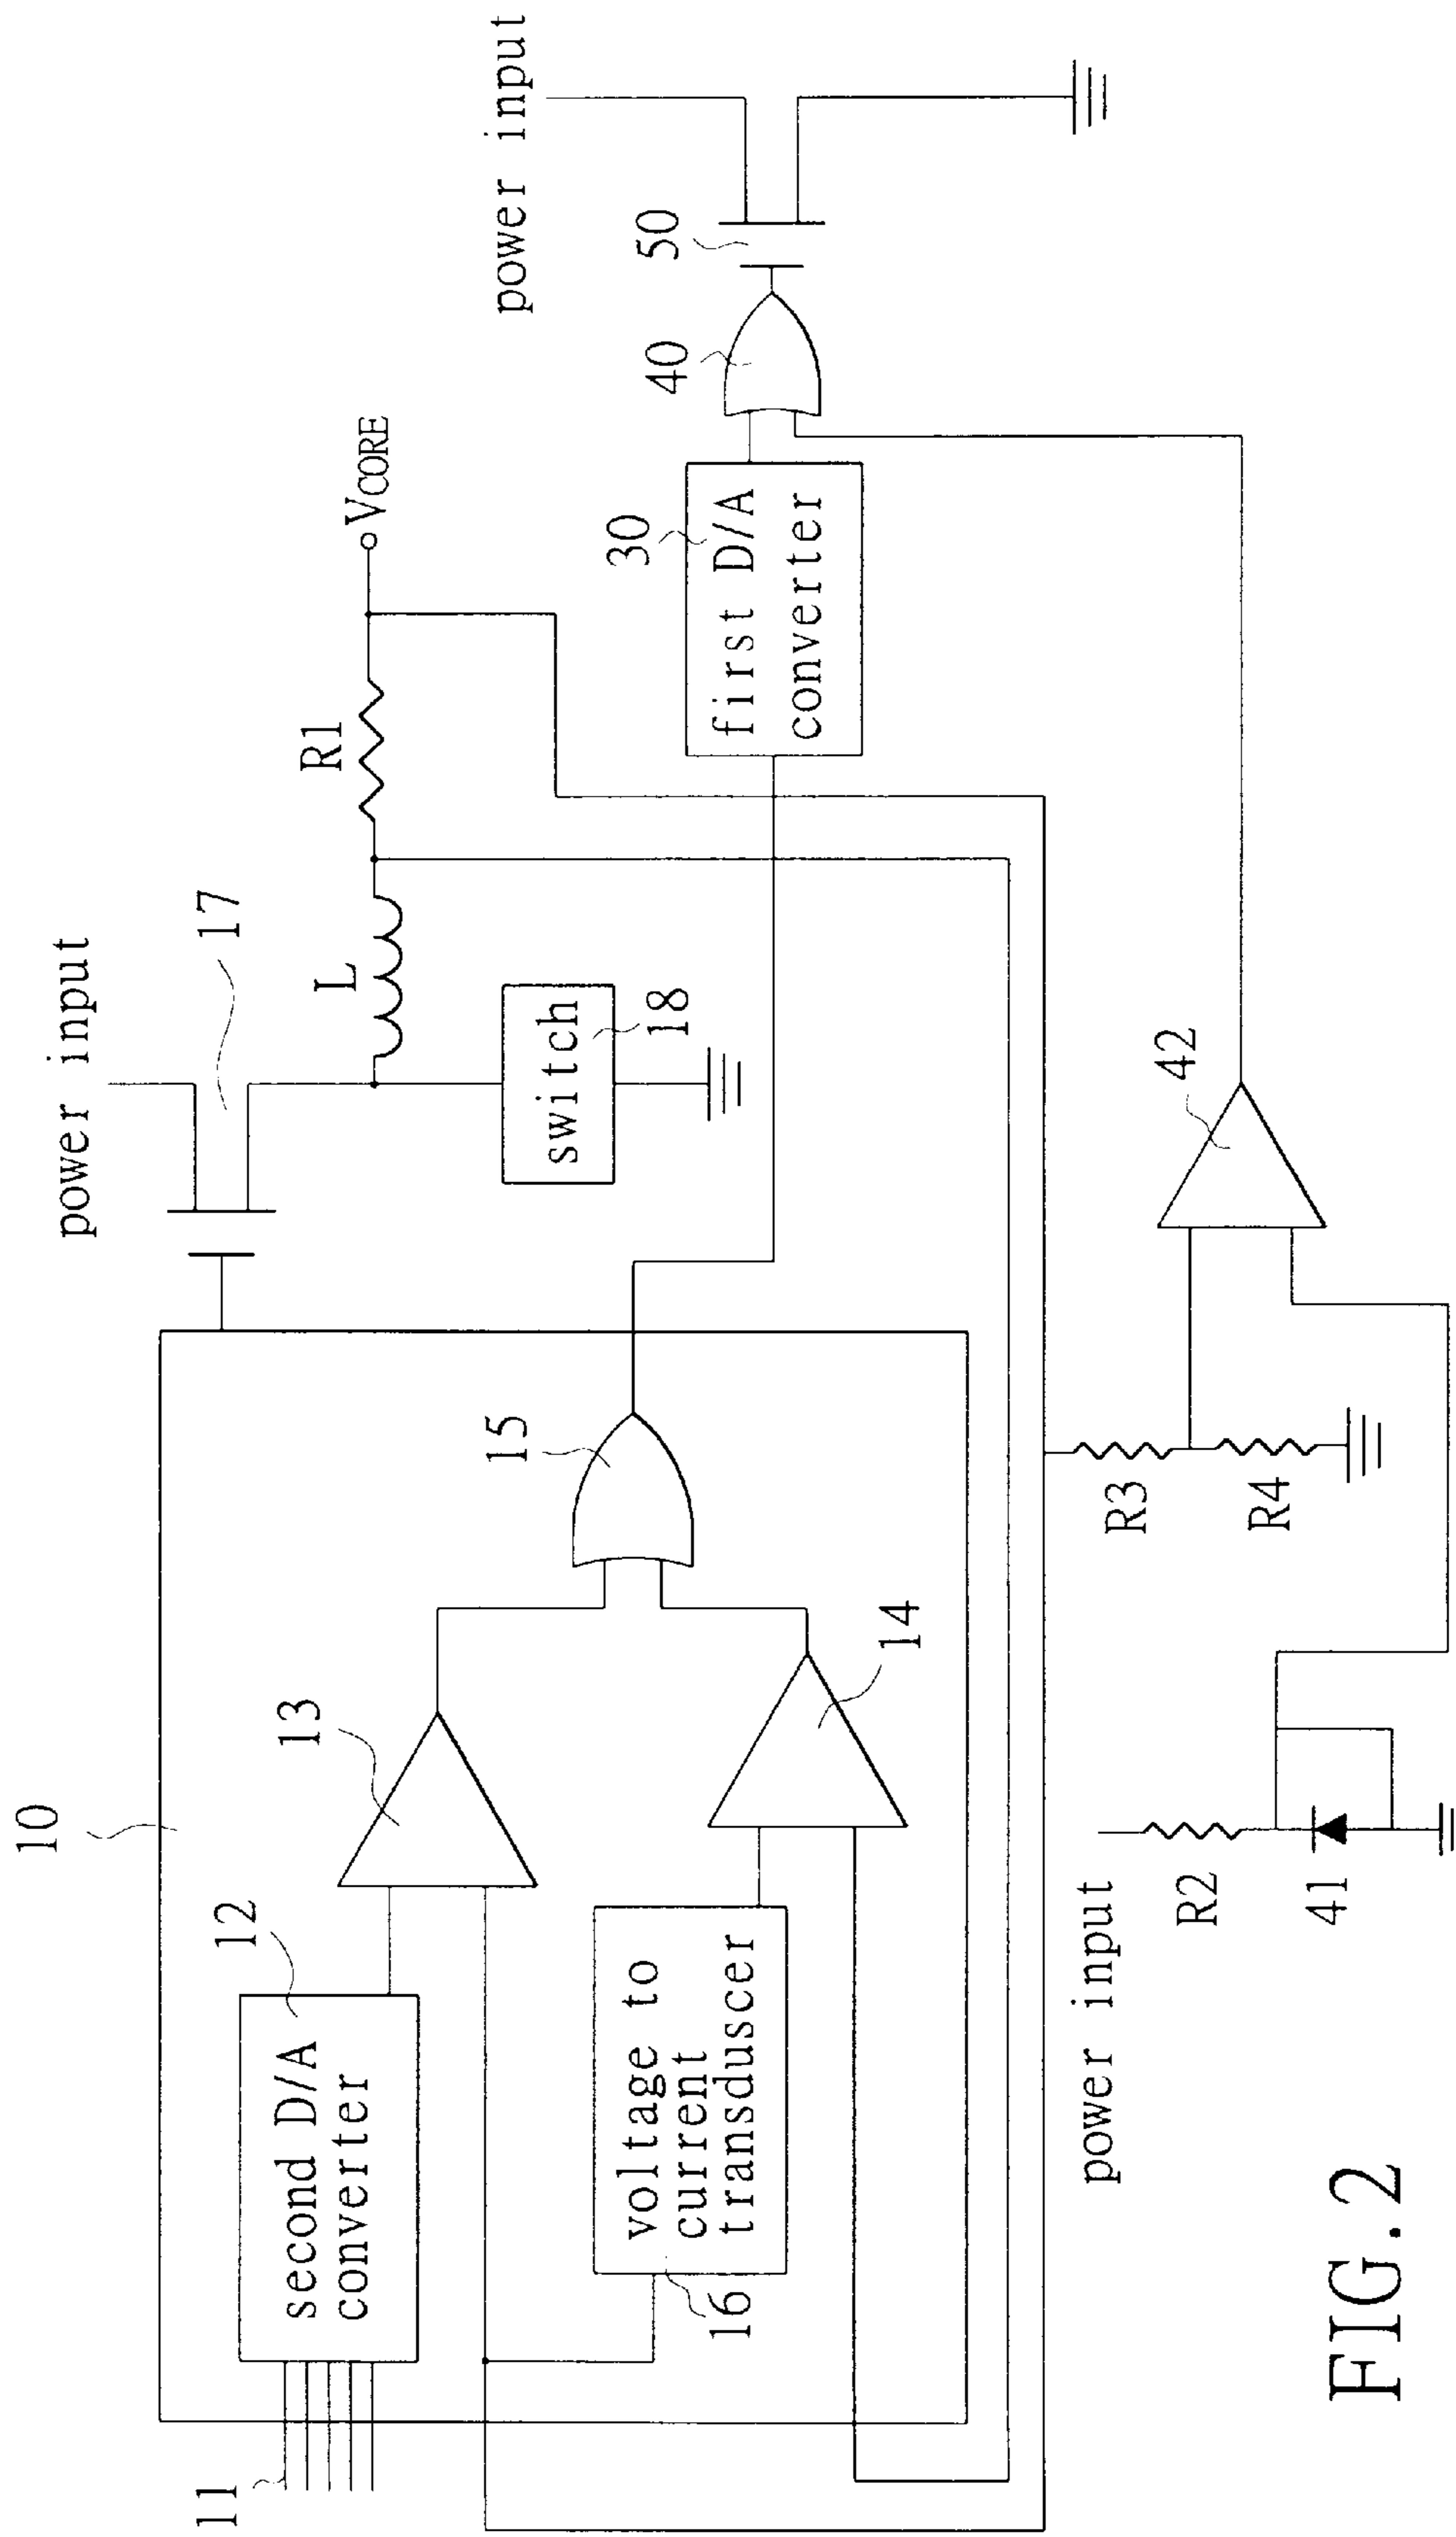 power input
17
10
L
R1
VCORE
power input
11
second D/A
converter
12
13
15
switch
18
30
first D/A
converter
40
50
16
voltage to
current
transduscer
14
power input
R2
41
R3
R4
42
FIG.2